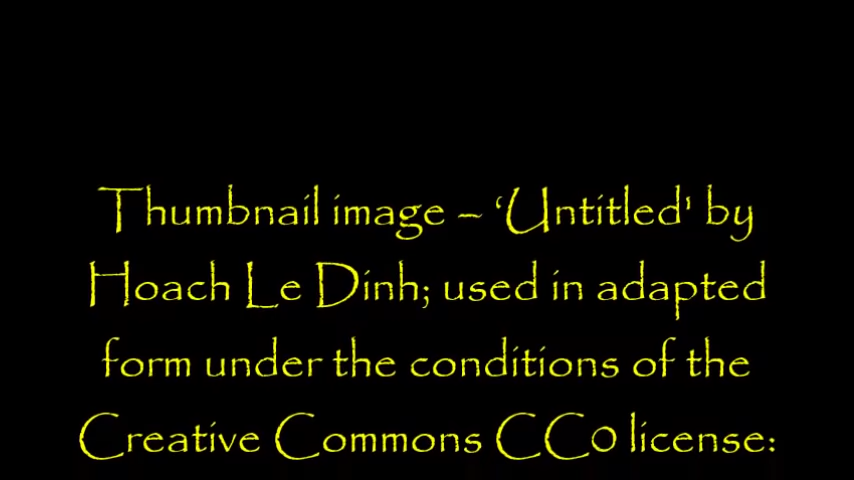 Thumbnail image – ‘Untitled' by
Hoach Le Dinh; used in adapted
form under the conditions of the
Creative Commons CC0 license: